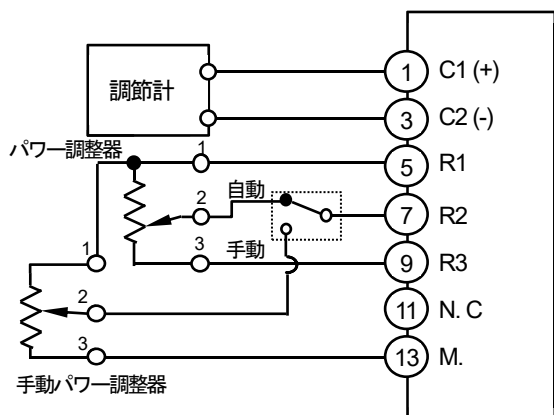 調節計
1 C1 (+)
3 C2 (-)
パワー調整器
1
5 R1
2
自動
7 R2
3
手動
9 R3
1
2
11 N. C
3
13 M.
手動パワー調整器